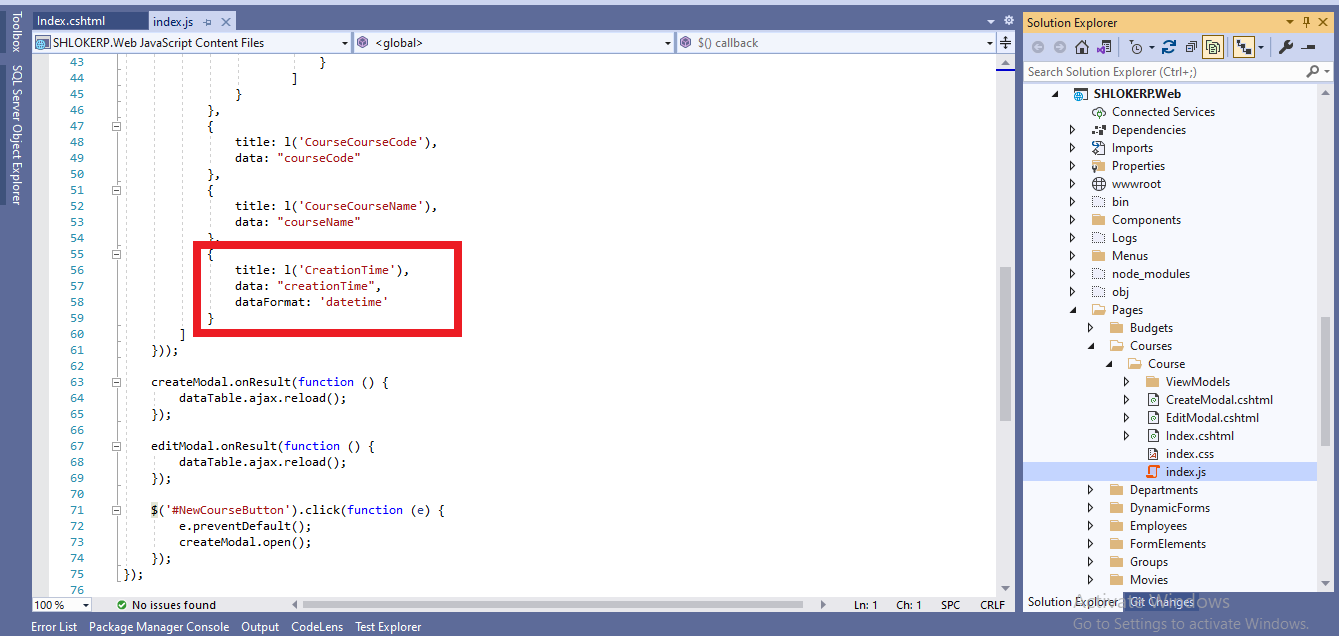 Toolbox
SQL Server Object Explorer
Index.cshtml
index.js
SHLOKERP.Web JavaScript Content Files
<global>
$() callback
43 }
44 ]
45 }
46 },
47 {
48 title: l('CourseCourseCode'),
49 data: "courseCode"
50 },
51 {
52 title: l('CourseCourseName'),
53 data: "courseName"
54 },
55 {
56 title: l('CreationTime'),
57 data: "creationTime",
58 dataFormat: 'datetime'
59 }
60 ]
61 }));
62
63 createModal.onResult(function () {
64 dataTable.ajax.reload();
65 });
66
67 editModal.onResult(function () {
68 dataTable.ajax.reload();
69 });
70
71 $('#NewCourseButton').click(function (e) {
72 e.preventDefault();
73 createModal.open();
74 });
75 });
76
100 %
No issues found
Ln: 1
Ch: 1
SPC
CRLF
Error List
Package Manager Console
Output
CodeLens
Test Explorer
Solution Explorer
Search Solution Explorer (Ctrl+;)
SHLOKERP.Web
Connected Services
Dependencies
Imports
Properties
wwwroot
bin
Components
Logs
Menus
node_modules
obj
Pages
Budgets
Courses
Course
ViewModels
CreateModal.cshtml
EditModal.cshtml
Index.cshtml
index.css
index.js
Departments
DynamicForms
Employees
FormElements
Groups
Movies
Solution Explorer
Git Changes
Activate Windows
Go to Settings to activate Windows.